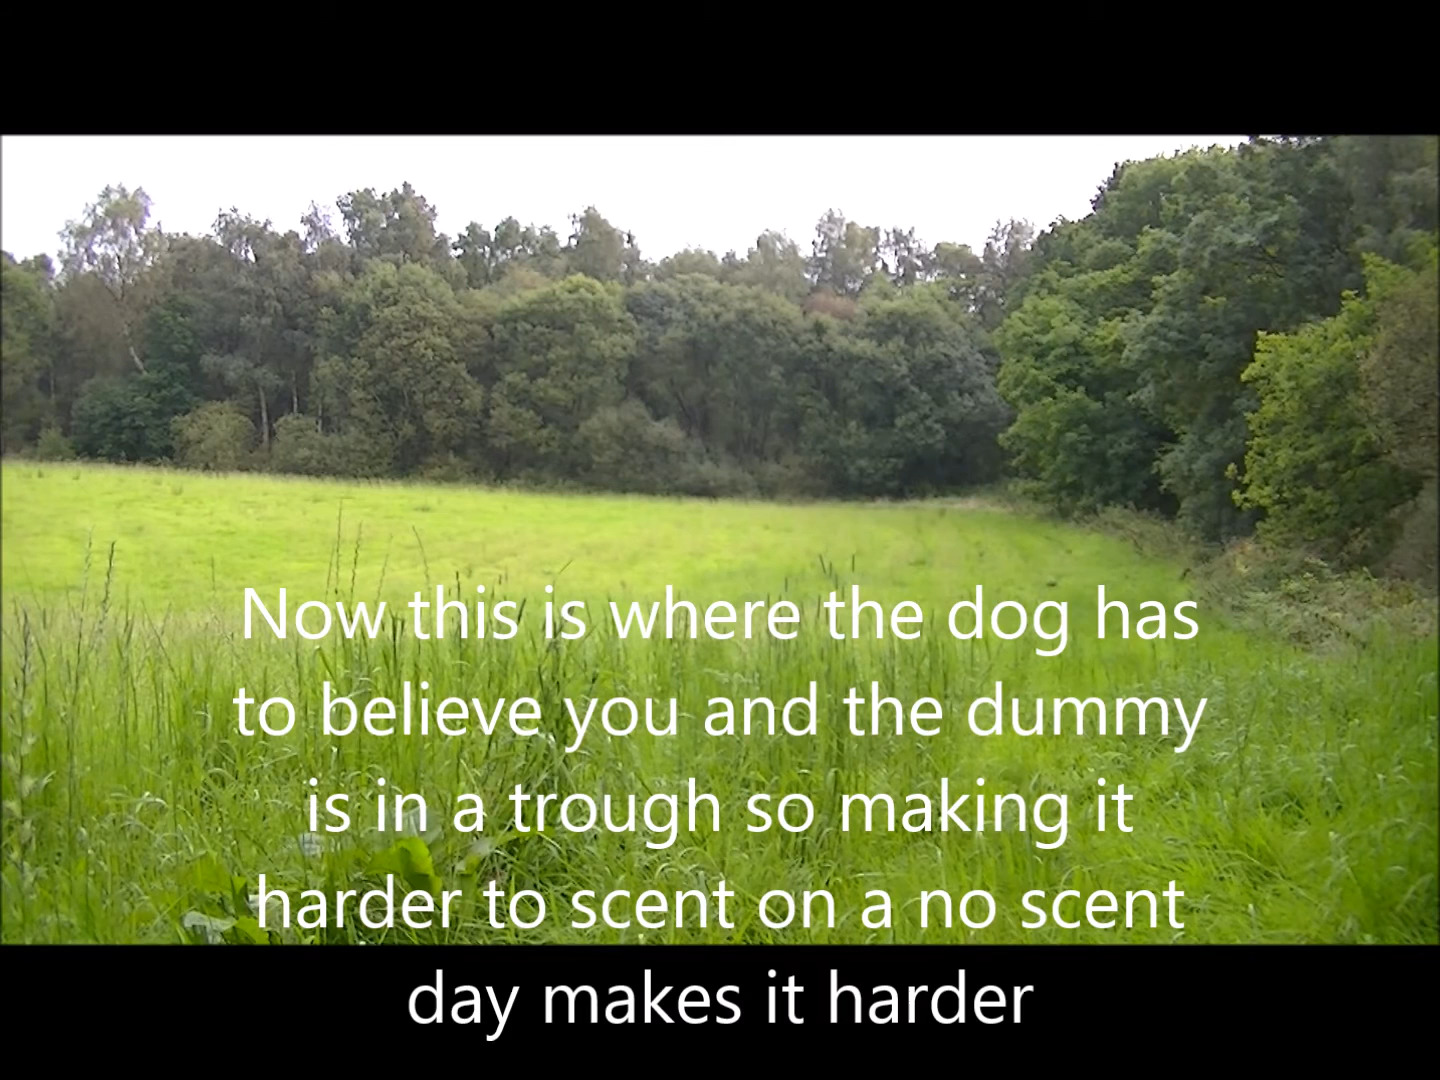 Now this is where the dog has
to believe you and the dummy
is in a trough so making it
harder to scent on a no scent
day makes it harder